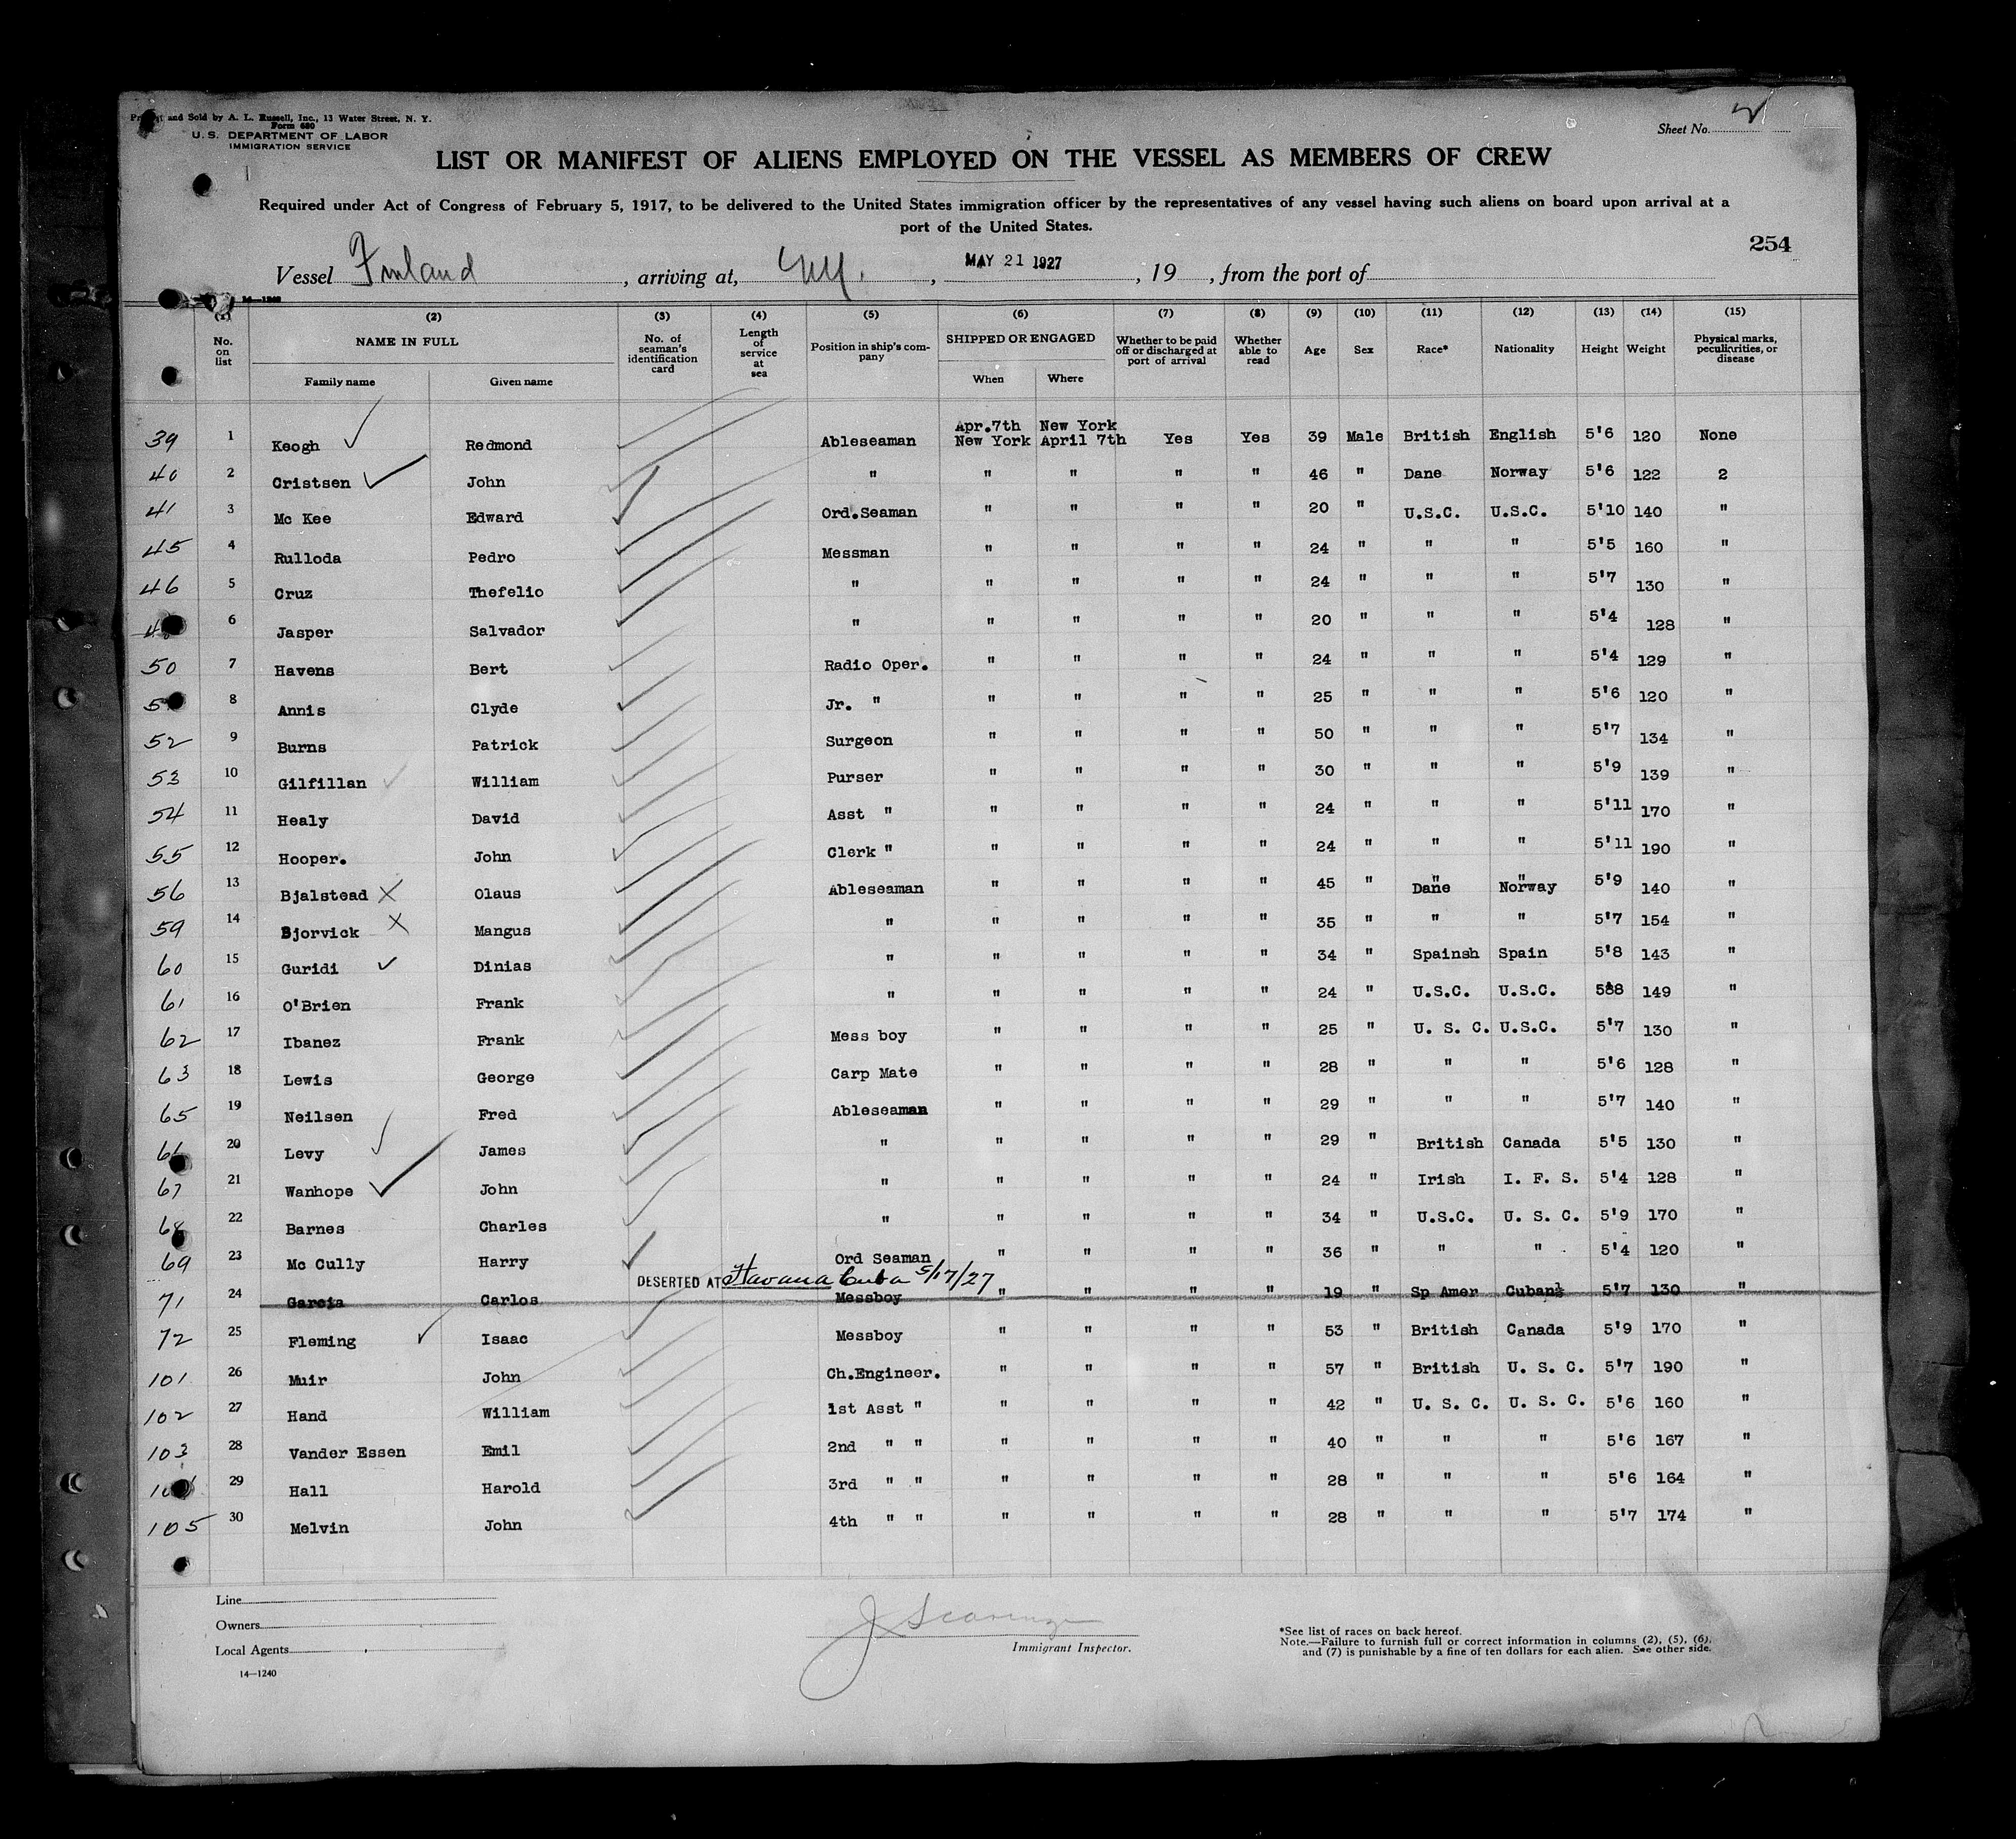 Printed and Sold by A. L. Russell, Inc., 13 Water Street, N. Y.
Form 680
U. S. DEPARTMENT OF LABOR
IMMIGRATION SERVICE
Sheet No. 2
LIST OR MANIFEST OF ALIENS EMPLOYED ON THE VESSEL AS MEMBERS OF CREW
Required under Act of Congress of February 5, 1917, to be delivered to the United States immigration officer by the representatives of any vessel having such aliens on board upon arrival at a
port of the United States.
254
Vessel Finland, arriving at, NY., MAY 21 1927, 19 , from the port of
14—1240
(1) (2) (3) (4) (5) (6) (7) (8) (9) (10) (11) (12) (13) (14) (15)
No. on list NAME IN FULL Family name Given name No. of seaman's identification card Length of service at sea Position in ship's company SHIPPED OR ENGAGED When Where Whether to be paid off or discharged at port of arrival Whether able to read Age Sex Race* Nationality Height Weight Physical marks, peculiarities, or disease
Apr.7th New York
39 1 Keogh Redmond Ableseaman New York April 7th Yes Yes 39 Male British English 5'6 120 None
40 2 Cristsen John " " " " " 46 " Dane Norway 5'6 122 2
41 3 Mc Kee Edward Ord.Seaman " " " " 20 " U.S.C. U.S.C. 5'10 140 "
45 4 Rulloda Pedro Messman " " " " 24 " " " 5'5 160 "
46 5 Cruz Thefelio " " " " " 24 " " " 5'7 130 "
6 Jasper Salvador " " " " " 20 " " " 5'4 128 "
50 7 Havens Bert Radio Oper. " " " " 24 " " " 5'4 129 "
8 Annis Clyde Jr. " " " " " 25 " " " 5'6 120 "
52 9 Burns Patrick Surgeon " " " " 50 " " " 5'7 134 "
53 10 Gilfillan William Purser " " " " 30 " " " 5'9 139 "
54 11 Healy David Asst " " " " " 24 " " " 5'11 170 "
55 12 Hooper. John Clerk " " " " " 24 " " " 5'11 190 "
56 13 Bjalstead X Olaus Ableseaman " " " " 45 " Dane Norway 5'9 140 "
59 14 Bjorvick X Mangus " " " " " 35 " " " 5'7 154 "
60 15 Guridi Dinias " " " " " 34 " Spainsh Spain 5'8 143 "
61 16 O'Brien Frank " " " " " 24 " U.S.C. U.S.C. 588 149 "
62 17 Ibanez Frank Mess boy " " " " 25 " U. S. C. U.S.C. 5'7 130 "
63 18 Lewis George Carp Mate " " " " 28 " " " 5'6 128 "
65 19 Neilsen Fred Ableseaman " " " " 29 " " " 5'7 140 "
66 20 Levy James " " " " " 29 " British Canada 5'5 130 "
67 21 Wanhope John " " " " " 24 " Irish I. F. S. 5'4 128 "
68 22 Barnes Charles " " " " " 34 " U.S.C. U. S. C. 5'9 170 "
69 23 Mc Cully Harry Ord Seaman " " " " 36 " " " 5'4 120 "
DESERTED AT Havana Cuba 5/17/27
71 24 Garcia Carlos Messboy " " " " 19 " Sp Amer Cuban 5'7 130 "
72 25 Fleming Isaac Messboy " " " " 53 " British Canada 5'9 170 "
101 26 Muir John Ch.Engineer. " " " " 57 " British U. S. C. 5'7 190 "
102 27 Hand William 1st Asst " " " " " 42 " U. S. C. U. S. C. 5'6 160 "
103 28 Vander Essen Emil 2nd " " " " " " 40 " " " 5'6 167 "
29 Hall Harold 3rd " " " " " " 28 " " " 5'6 164 "
105 30 Melvin John 4th " " " " " " 28 " " " 5'7 174 "
Line
Owners
Local Agents
14—1240
Immigrant Inspector.
*See list of races on back hereof.
Note.—Failure to furnish full or correct information in columns (2), (5), (6),
and (7) is punishable by a fine of ten dollars for each alien. See other side.